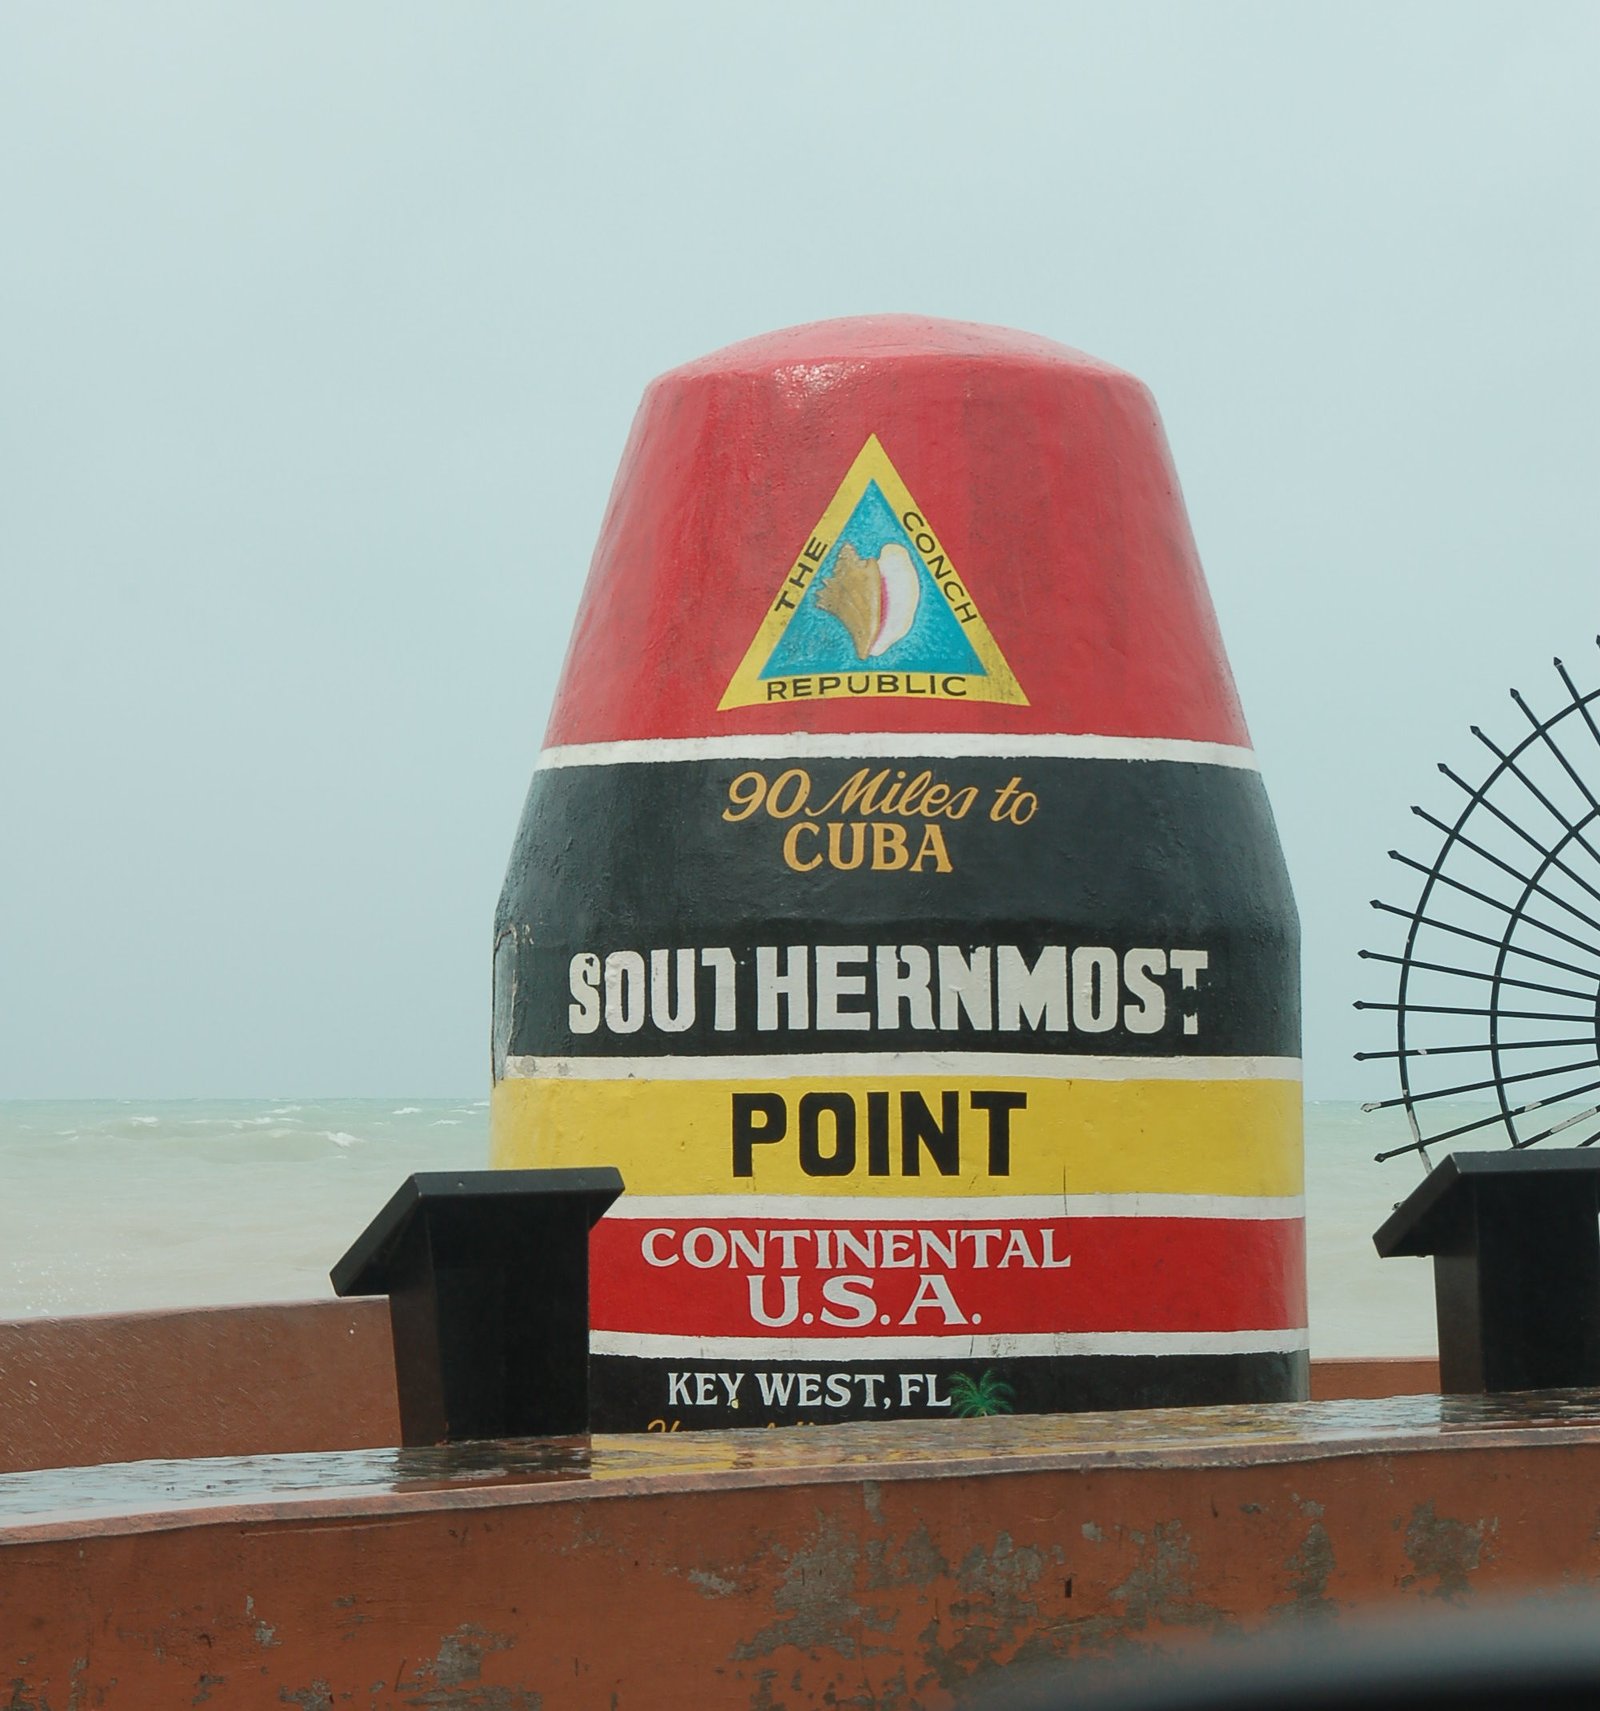 THE CONCH
REPUBLIC
90 Miles to
CUBA
SOUTHERNMOST
POINT
CONTINENTAL
U.S.A.
KEY WEST, FL